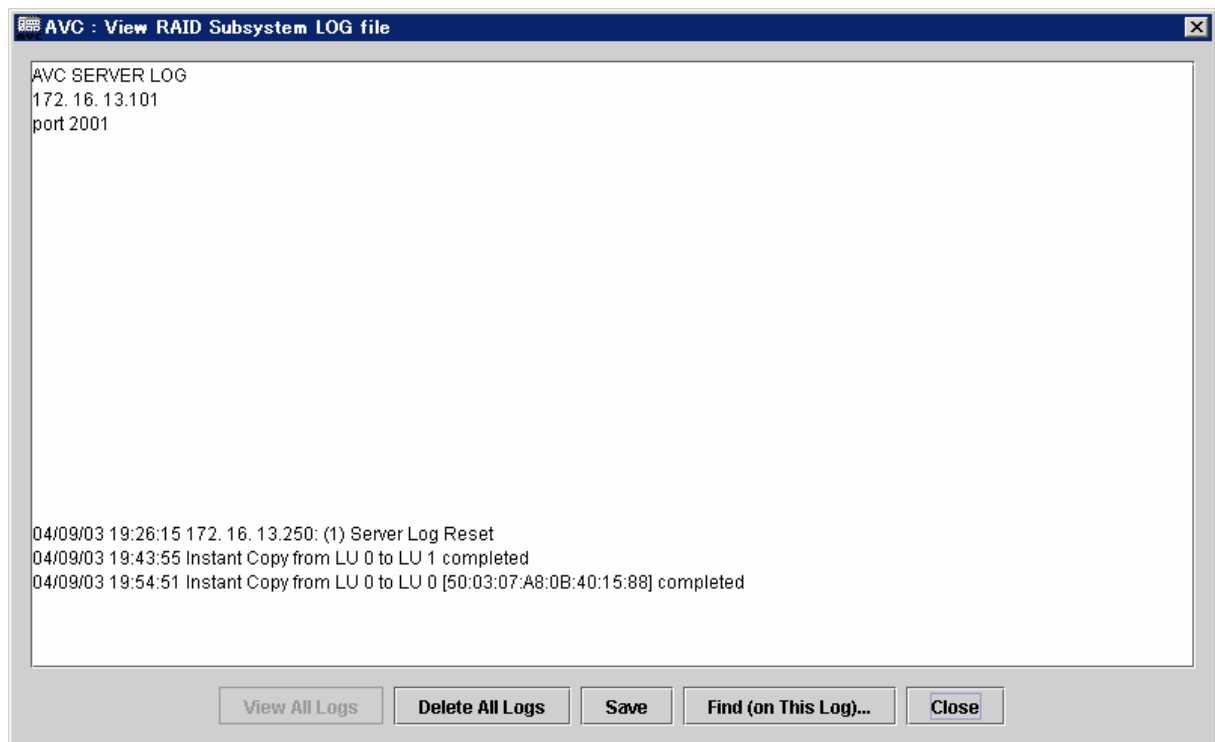 AVC : View RAID Subsystem LOG file
AVC SERVER LOG
172. 16. 13.101
port 2001
04/09/03 19:26:15 172. 16. 13.250: (1) Server Log Reset
04/09/03 19:43:55 Instant Copy from LU 0 to LU 1 completed
04/09/03 19:54:51 Instant Copy from LU 0 to LU 0 [50:03:07:A8:0B:40:15:88] completed
View All Logs Delete All Logs Save Find (on This Log)... Close